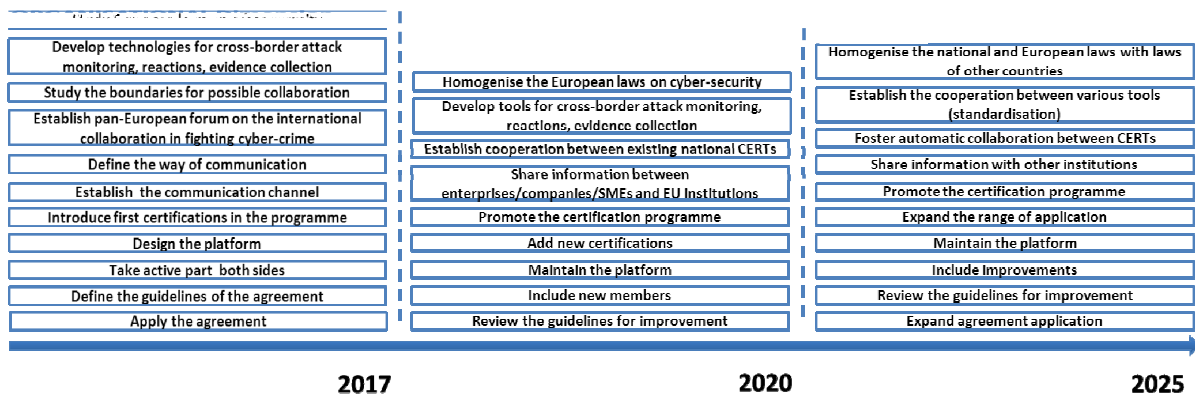 Develop technologies for cross-border attack
monitoring, reactions, evidence collection
Study the boundaries for possible collaboration
Establish pan-European forum on the international
collaboration in fighting cyber-crime
Define the way of communication
Establish the communication channel
Introduce first certifications in the programme
Design the platform
Take active part both sides
Define the guidelines of the agreement
Apply the agreement
2017
Homogenise the European laws on cyber-security
Develop tools for cross-border attack monitoring,
reactions, evidence collection
Establish cooperation between existing national CERTs
Share information between
enterprises/companies/SMEs and EU institutions
Promote the certification programme
Add new certifications
Maintain the platform
Include new members
Review the guidelines for improvement
2020
Homogenise the national and European laws with laws
of other countries
Establish the cooperation between various tools
(standardisation)
Foster automatic collaboration between CERTs
Share information with other institutions
Promote the certification programme
Expand the range of application
Maintain the platform
Include improvements
Review the guidelines for improvement
Expand agreement application
2025